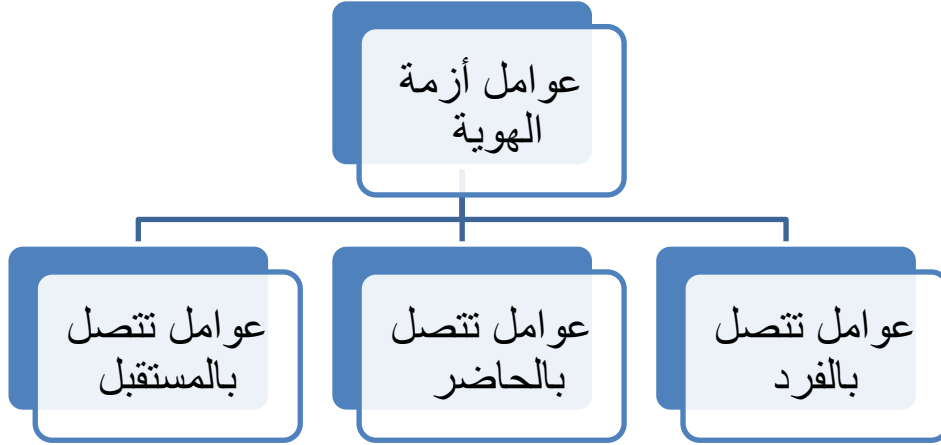 عوامل أزمة
الهوية
عوامل تتصل
بالفرد
عوامل تتصل
بالحاضر
عوامل تتصل
بالمستقبل